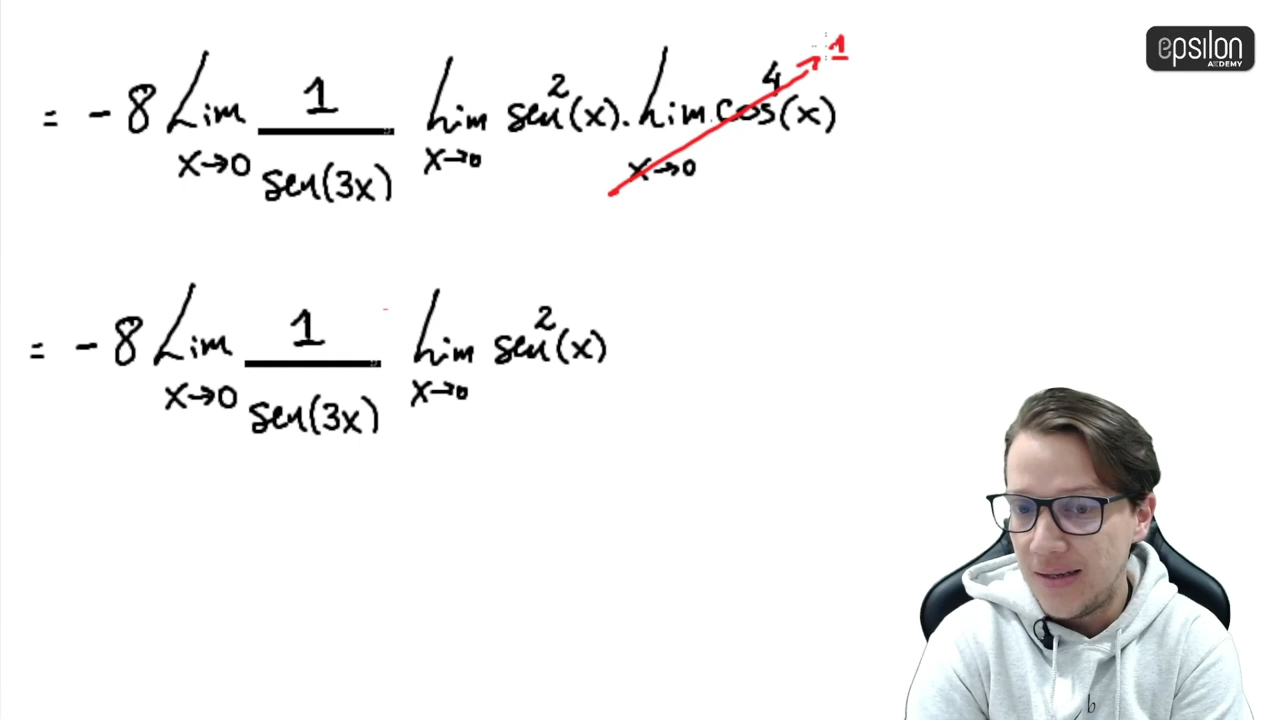 epsilon
AKDEMY
= - 8 Lim x→0 1/sen(3x) Lim x→0 sen²(x) . Lim x→0 cos⁴(x) 1
= - 8 Lim x→0 1/sen(3x) Lim x→0 sen²(x)